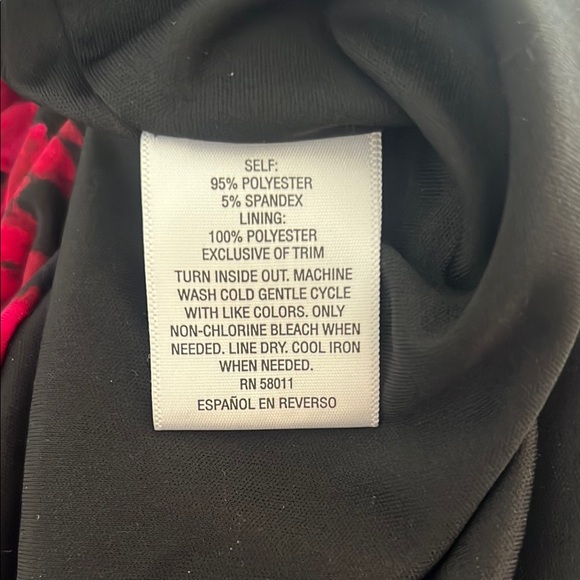 SELF:
95% POLYESTER
5% SPANDEX
LINING:
100% POLYESTER
EXCLUSIVE OF TRIM
TURN INSIDE OUT. MACHINE
WASH COLD GENTLE CYCLE
WITH LIKE COLORS. ONLY
NON-CHLORINE BLEACH WHEN
NEEDED. LINE DRY. COOL IRON
WHEN NEEDED.
RN 58011
ESPAÑOL EN REVERSO